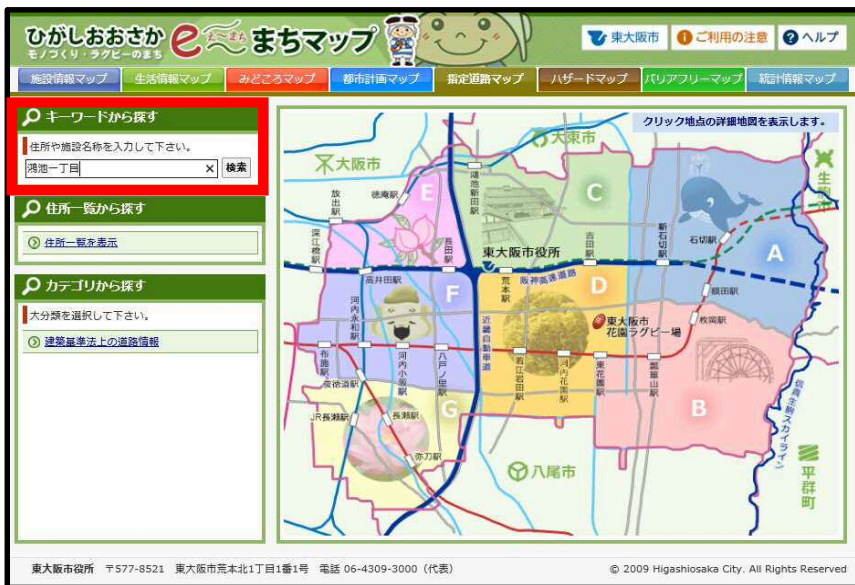 ひがしおおさか e え～まち まちマップ
モノづくり・ラグビーのまち
東大阪市 ご利用の注意 ヘルプ
施設情報マップ 生活情報マップ みどころマップ 都市計画マップ 指定道路マップ ハザードマップ バリアフリーマップ 統計情報マップ
キーワードから探す
住所や施設名称を入力して下さい。
鴻池一丁目 × 検索
住所一覧から探す
住所一覧を表示
カテゴリから探す
大分類を選択して下さい。
建築基準法上の道路情報
クリック地点の詳細地図を表示します。
大東市
大阪市
生駒市
放出駅
徳庵駅
鴻池新田駅
E
C
A
深江橋駅
長田駅
東大阪市役所
吉田駅
新石切駅
石切駅
高井田駅
荒本駅
阪神高速道路
額田駅
F
D
河内永和駅
近畿自動車道
東大阪市
花園ラグビー場
枚岡駅
布施駅
河内小阪駅
八戸ノ里駅
若江岩田駅
河内花園駅
東花園駅
瓢箪山駅
俊徳道駅
G
B
信貴生駒スカイライン
JR長瀬駅
長瀬駅
弥刀駅
八尾市
平群町
東大阪市役所 〒577-8521 東大阪市荒本北1丁目1番1号 電話 06-4309-3000（代表）
© 2009 Higashiosaka City. All Rights Reserved